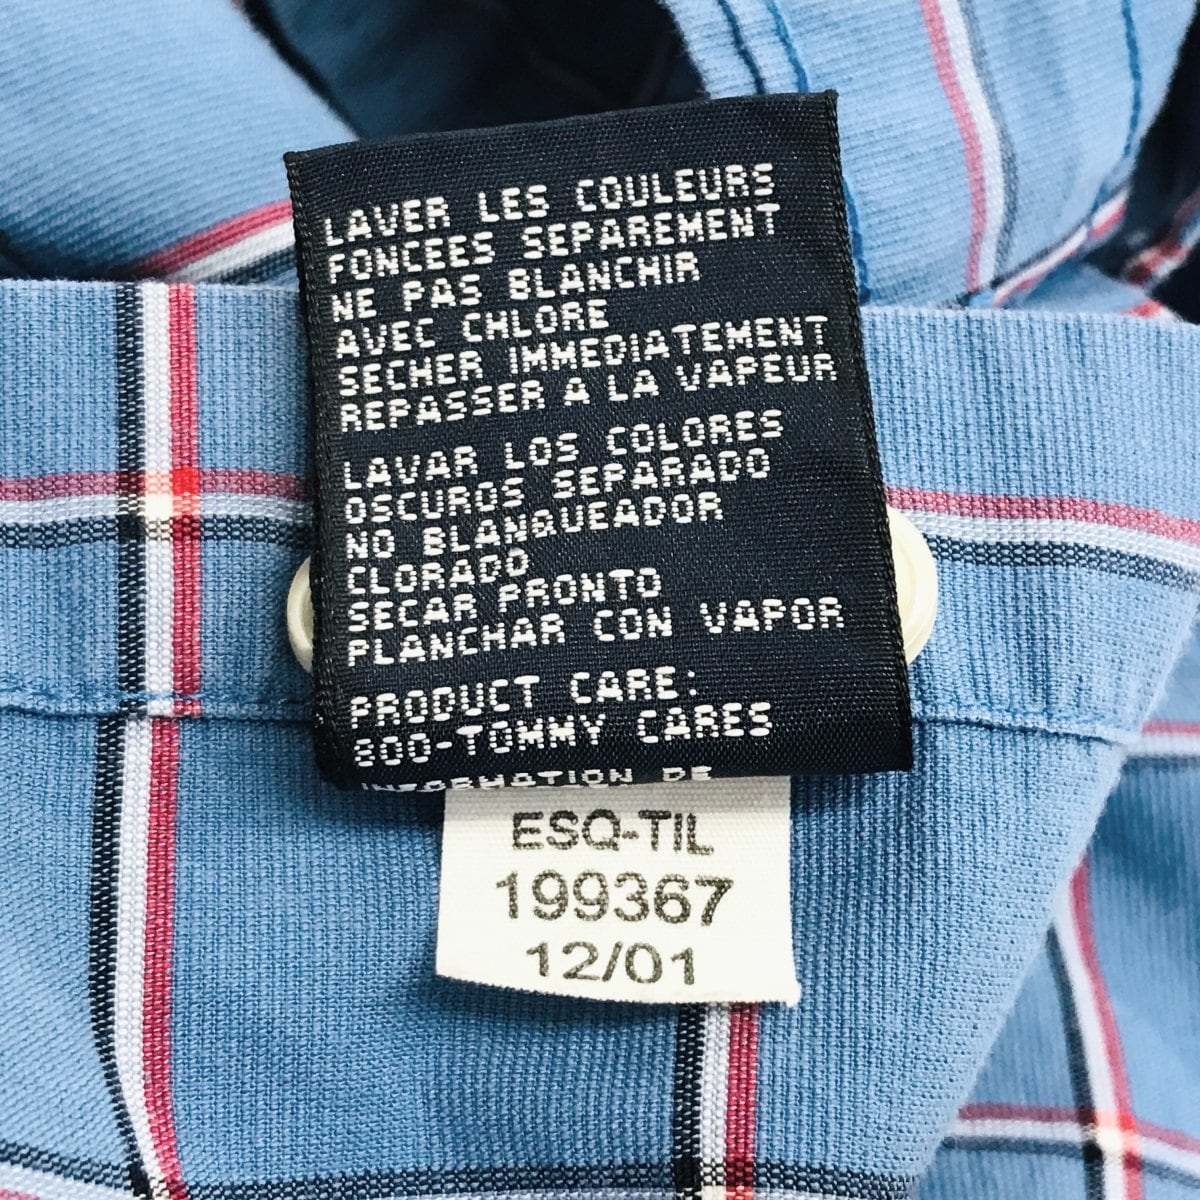 LAVER LES COULEURS
FONCEES SEPAREMENT
NE PAS BLANCHIR
AVEC CHLORE
SECHER IMMEDIATEMENT
REPASSER A LA VAPEUR
LAVAR LOS COLORES
OSCUROS SEPARADO
NO BLANQUEADOR
CLORADO
SECAR PRONTO
PLANCHAR CON VAPOR
PRODUCT CARE:
800-TOMMY CARES
INFORMATION DE
ESQ-TIL
199367
12/01